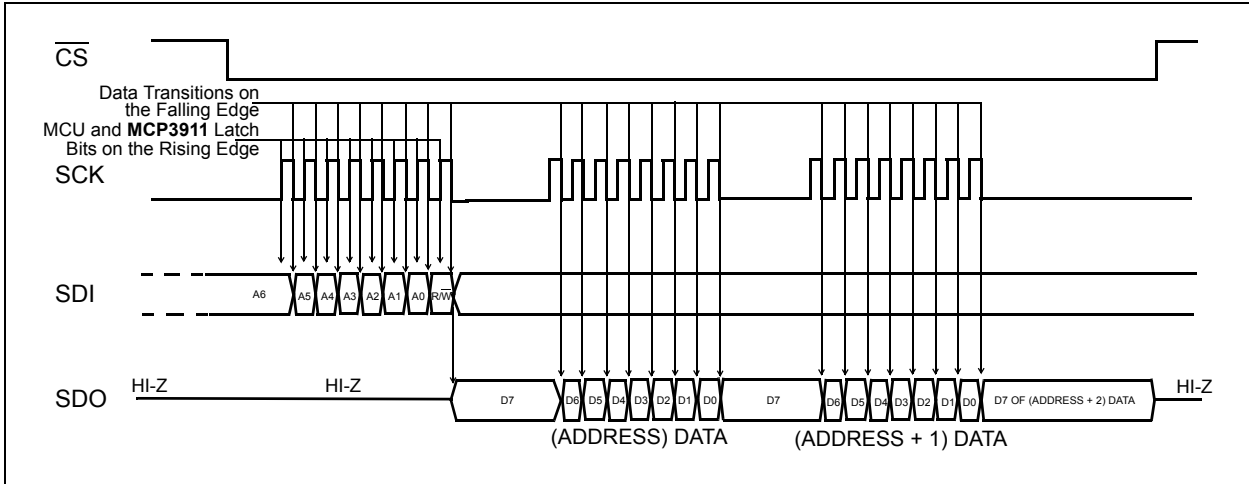 CS
Data Transitions on
the Falling Edge
MCU and MCP3911 Latch
Bits on the Rising Edge
SCK
SDI
A6 A5 A4 A3 A2 A1 A0 R/W
SDO
HI-Z HI-Z D7 D6 D5 D4 D3 D2 D1 D0 D7 D6 D5 D4 D3 D2 D1 D0 D7 OF (ADDRESS + 2) DATA HI-Z
(ADDRESS) DATA (ADDRESS + 1) DATA